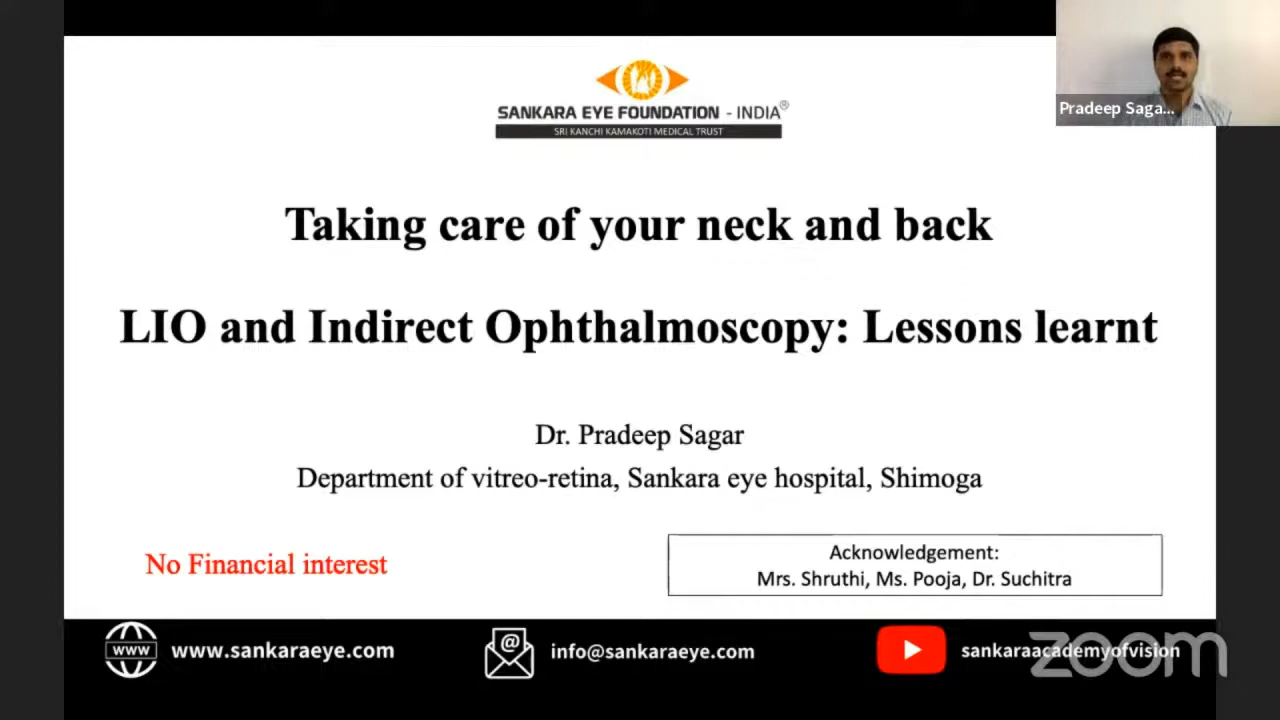 SANKARA EYE FOUNDATION - INDIA®
SRI KANCHI KAMAKOTI MEDICAL TRUST
Pradeep Saga...
Taking care of your neck and back
LIO and Indirect Ophthalmoscopy: Lessons learnt
Dr. Pradeep Sagar
Department of vitreo-retina, Sankara eye hospital, Shimoga
No Financial interest
Acknowledgement:
Mrs. Shruthi, Ms. Pooja, Dr. Suchitra
www www.sankaraeye.com
@ info@sankaraeye.com
sankaraacademyofvision
zoom